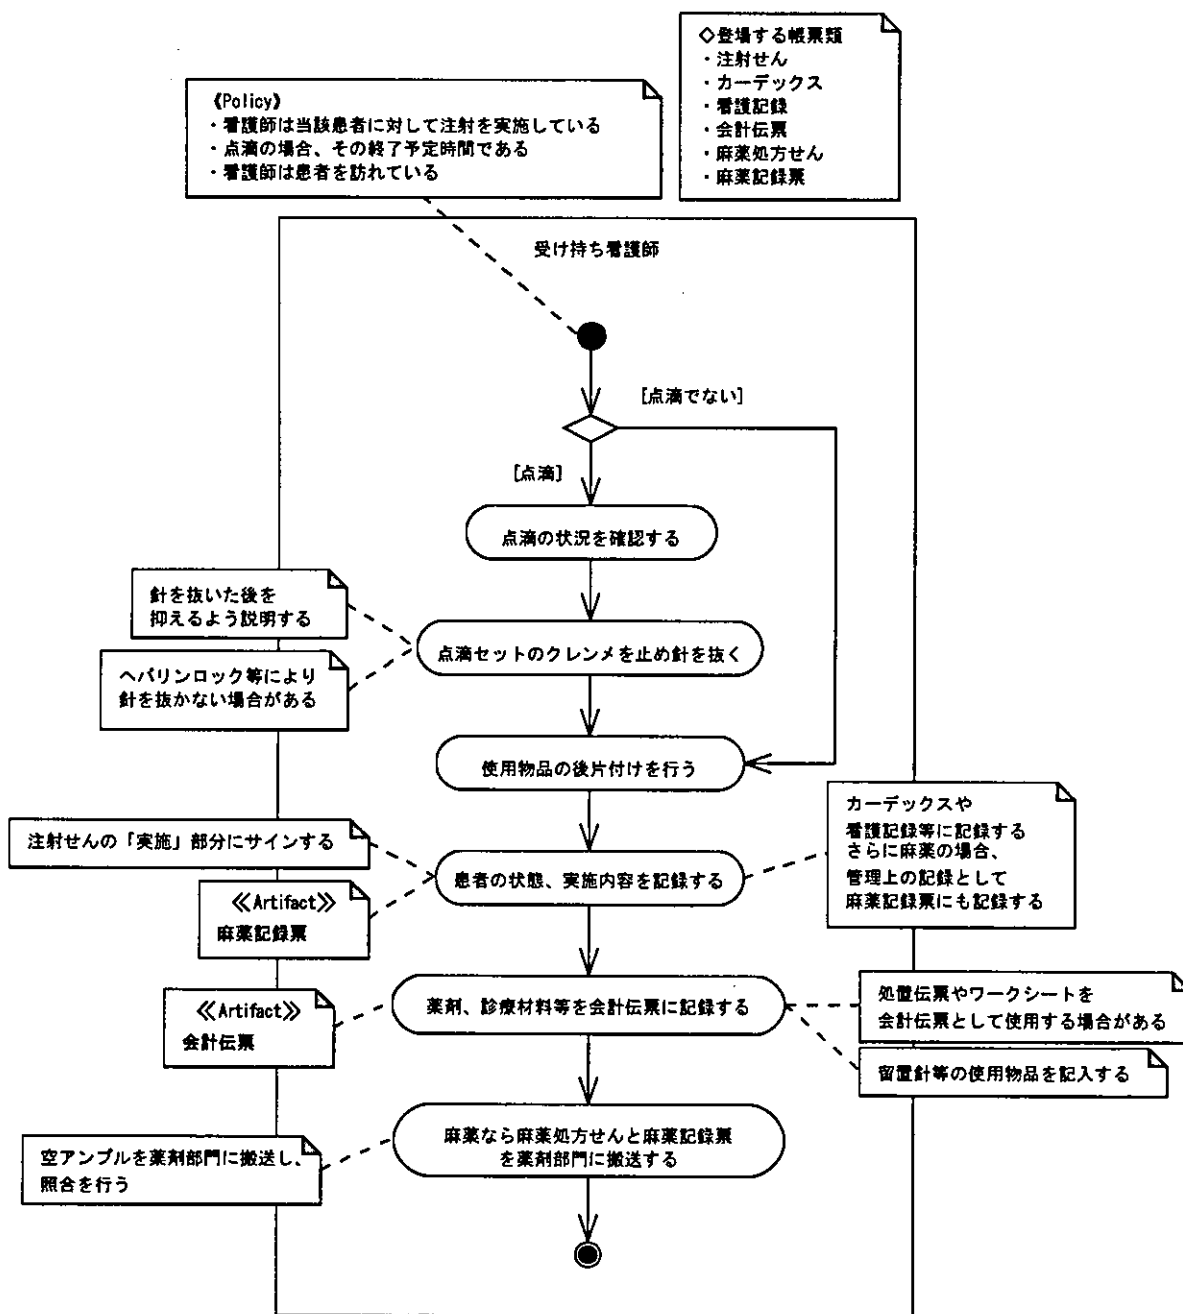 ◇登場する帳票類
・注射せん
・カーデックス
・看護記録
・会計伝票
・麻薬処方せん
・麻薬記録票
《Policy》
・看護師は当該患者に対して注射を実施している
・点滴の場合、その終了予定時間である
・看護師は患者を訪れている
受け持ち看護師
[点滴でない]
[点滴]
点滴の状況を確認する
針を抜いた後を
抑えるよう説明する
点滴セットのクレンメを止め針を抜く
ヘパリンロック等により
針を抜かない場合がある
使用物品の後片付けを行う
カーデックスや
看護記録等に記録する
さらに麻薬の場合、
管理上の記録として
麻薬記録票にも記録する
注射せんの「実施」部分にサインする
患者の状態、実施内容を記録する
≪Artifact≫
麻薬記録票
薬剤、診療材料等を会計伝票に記録する
≪Artifact≫
会計伝票
処置伝票やワークシートを
会計伝票として使用する場合がある
留置針等の使用物品を記入する
麻薬なら麻薬処方せんと麻薬記録票
を薬剤部門に搬送する
空アンプルを薬剤部門に搬送し、
照合を行う